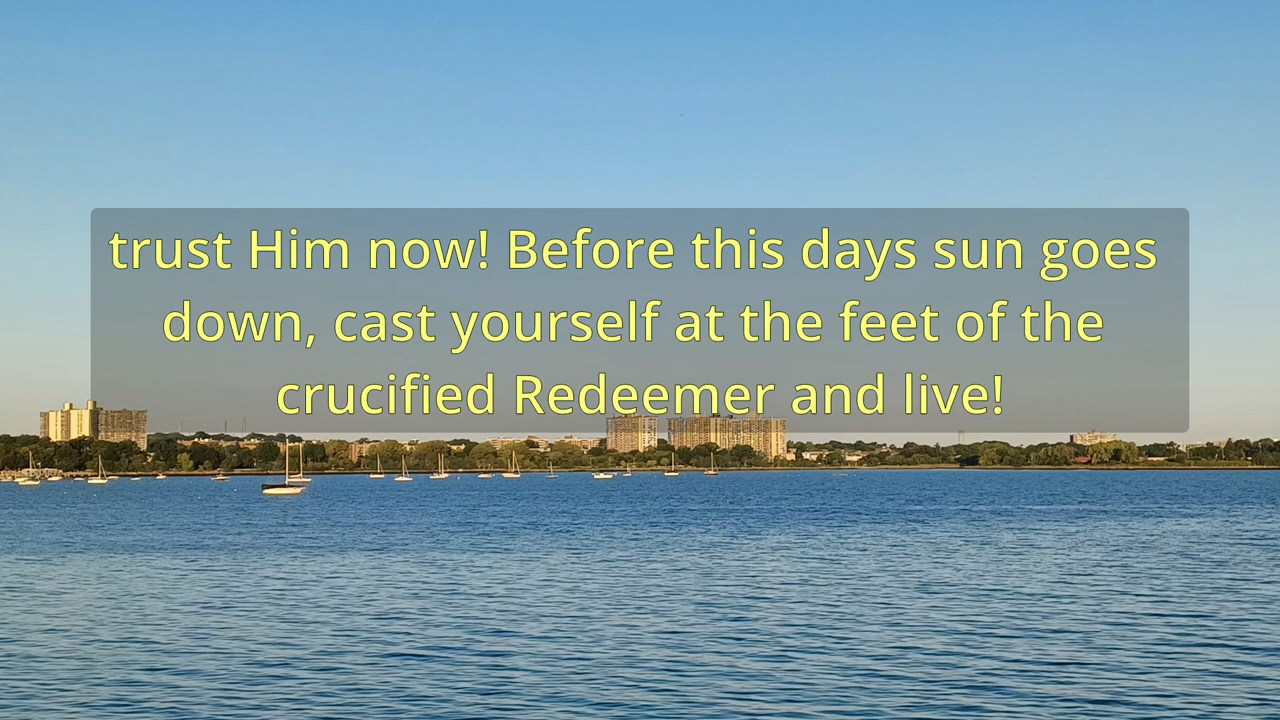 trust Him now! Before this days sun goes
down, cast yourself at the feet of the
crucified Redeemer and live!